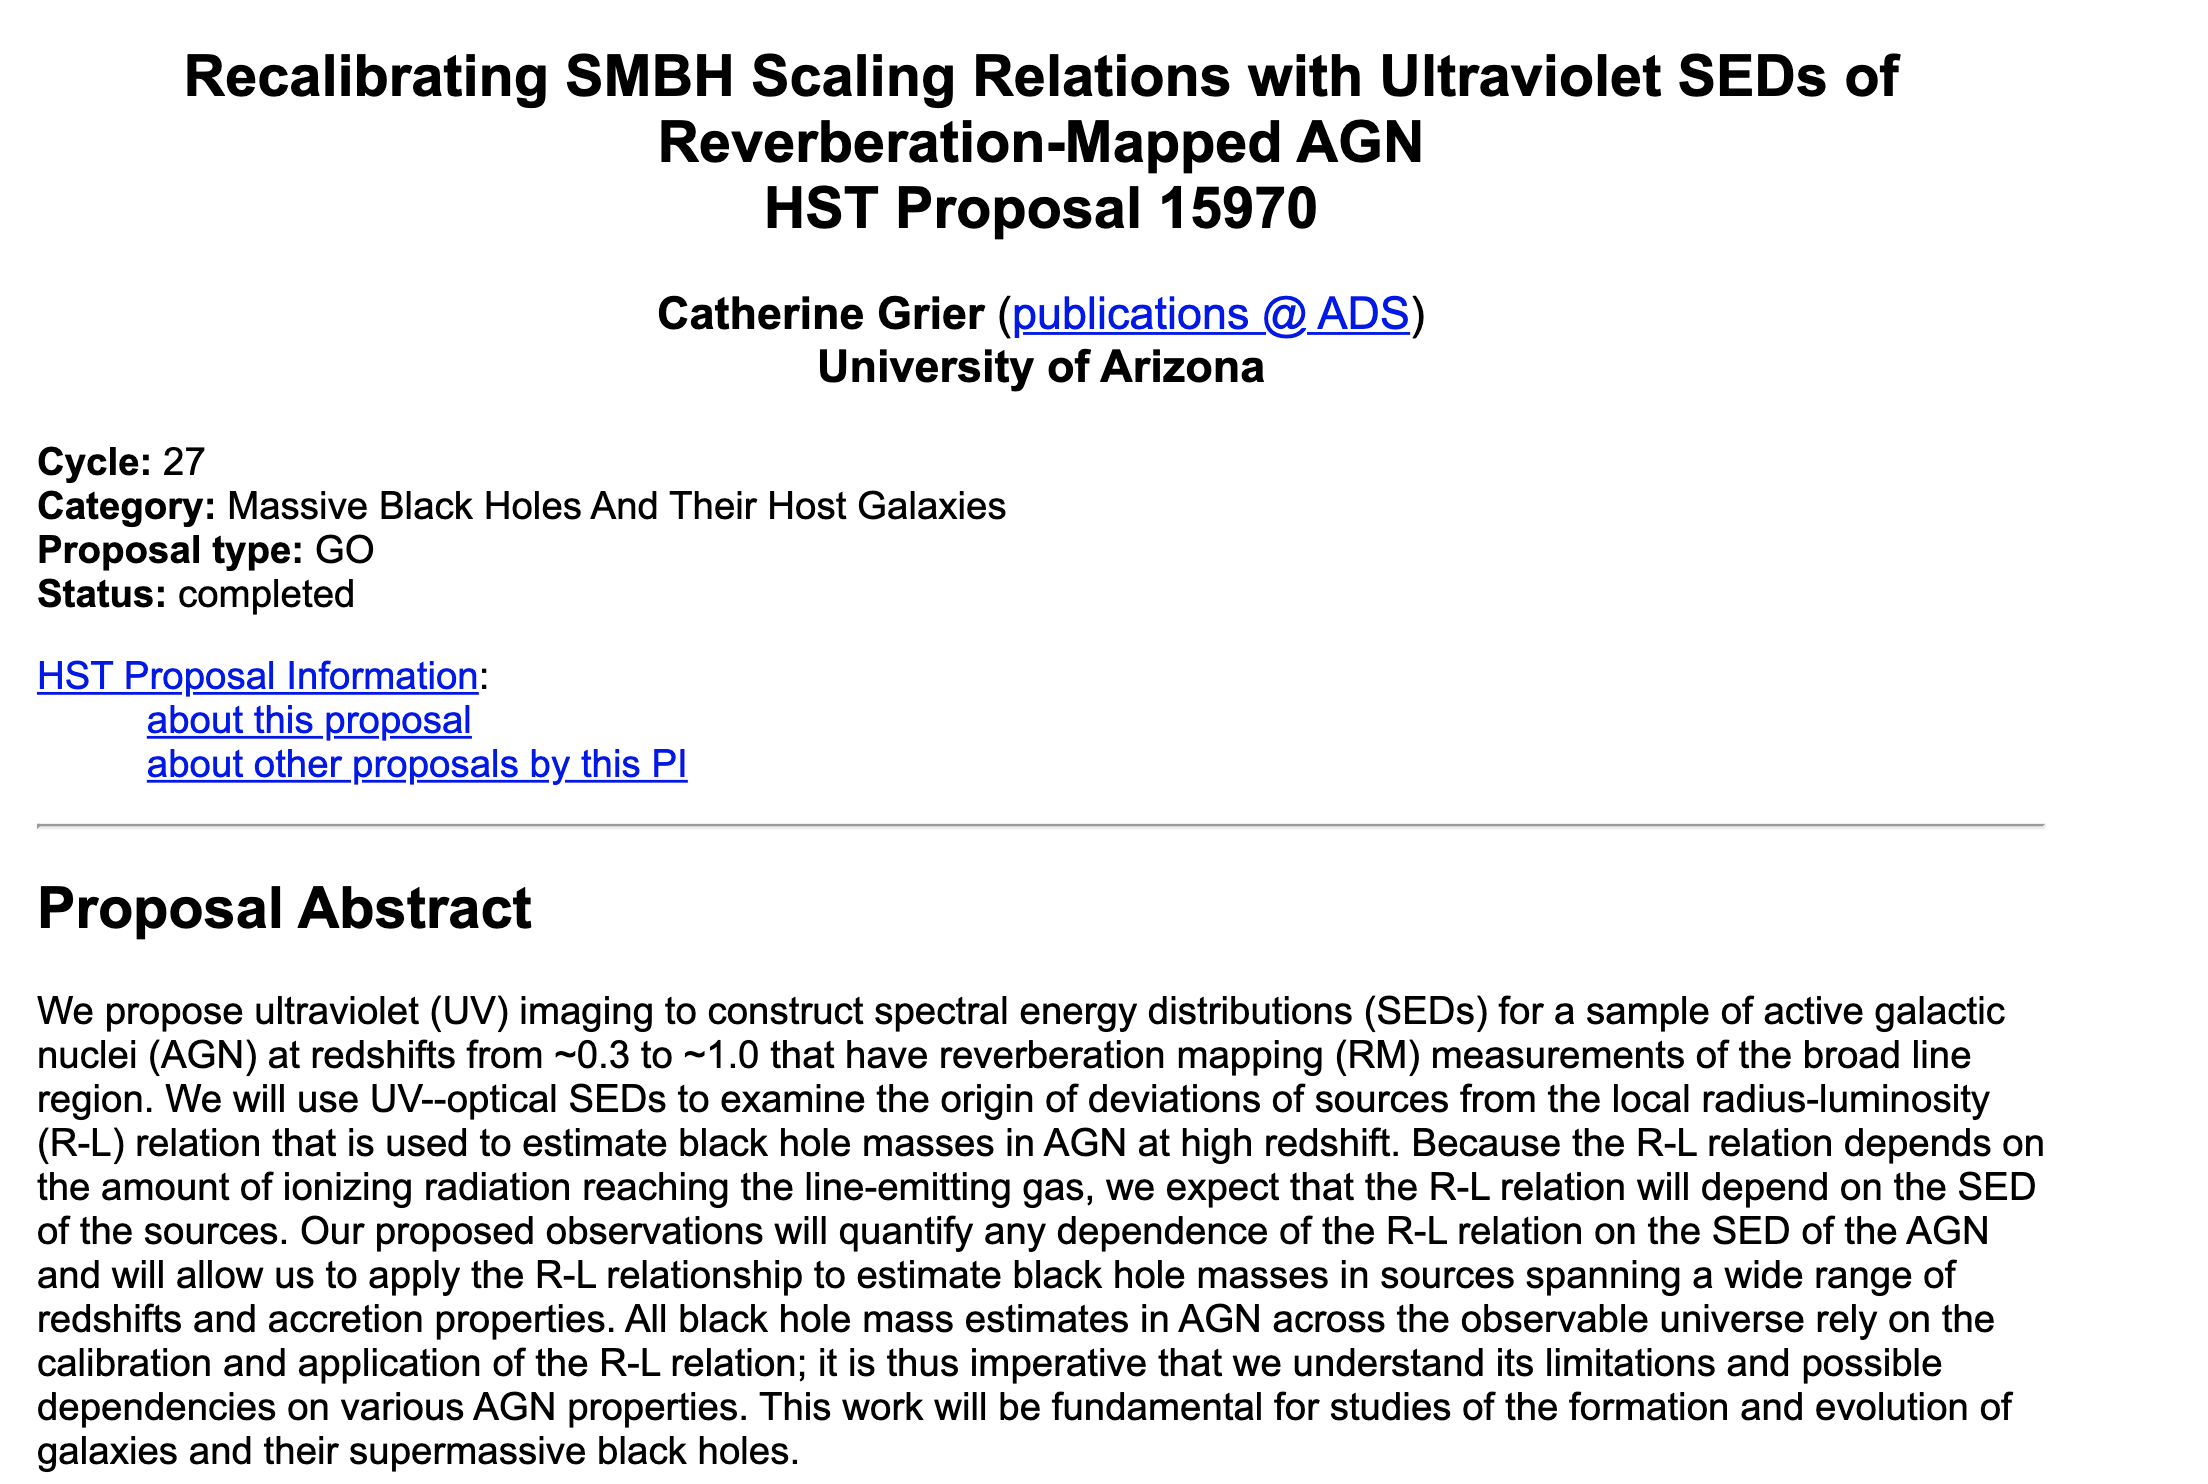 Recalibrating SMBH Scaling Relations with Ultraviolet SEDs of
Reverberation-Mapped AGN
HST Proposal 15970
Catherine Grier (publications @ ADS)
University of Arizona
Cycle: 27
Category: Massive Black Holes And Their Host Galaxies
Proposal type: GO
Status: completed
HST Proposal Information:
about this proposal
about other proposals by this PI
Proposal Abstract
We propose ultraviolet (UV) imaging to construct spectral energy distributions (SEDs) for a sample of active galactic
nuclei (AGN) at redshifts from ~0.3 to ~1.0 that have reverberation mapping (RM) measurements of the broad line
region. We will use UV--optical SEDs to examine the origin of deviations of sources from the local radius-luminosity
(R-L) relation that is used to estimate black hole masses in AGN at high redshift. Because the R-L relation depends on
the amount of ionizing radiation reaching the line-emitting gas, we expect that the R-L relation will depend on the SED
of the sources. Our proposed observations will quantify any dependence of the R-L relation on the SED of the AGN
and will allow us to apply the R-L relationship to estimate black hole masses in sources spanning a wide range of
redshifts and accretion properties. All black hole mass estimates in AGN across the observable universe rely on the
calibration and application of the R-L relation; it is thus imperative that we understand its limitations and possible
dependencies on various AGN properties. This work will be fundamental for studies of the formation and evolution of
galaxies and their supermassive black holes.